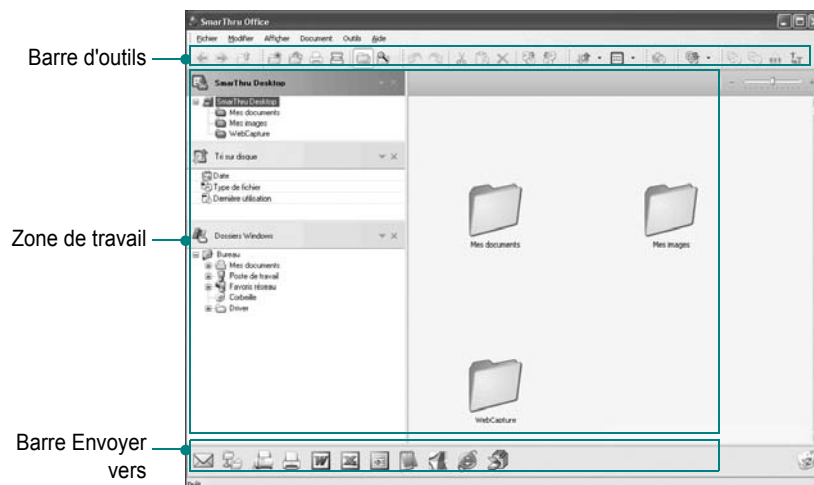 SmarThru Office
Fichier Modifier Affficher Document Outils Aide
Barre d'outils
SmarThru Desktop
SmarThru Desktop
Mes documents
Mes images
WebCapture
Tri sur disque
Date
Type de fichier
Dernière utilisation
Zone de travail
Dossiers Windows
Bureau
Mes documents
Poste de travail
Favoris réseau
Corbeille
Driver
Mes documents
Mes images
WebCapture
Barre Envoyer
vers